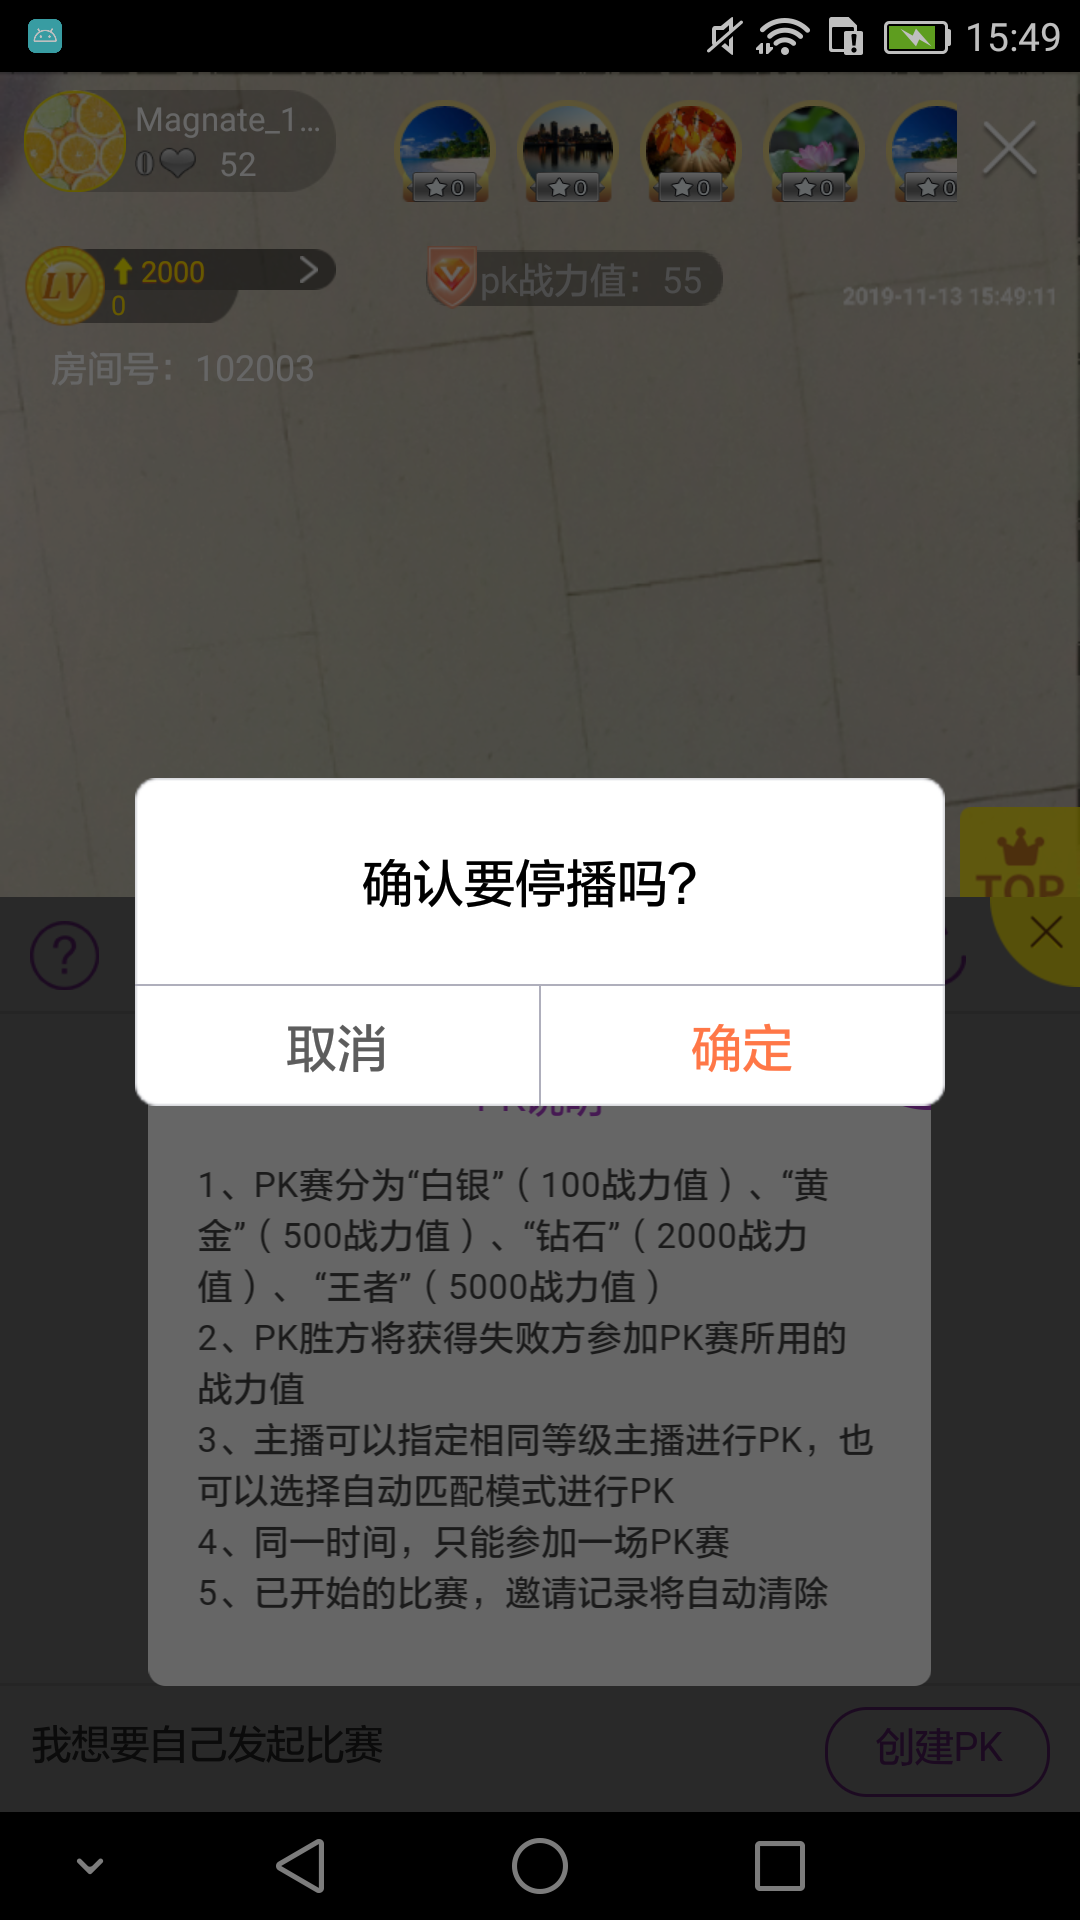 15:49
Magnate_1...
0 52
0 0 0 0 0
LV 2000
0
pk战力值：55
2019-11-13 15:49:11
房间号：102003
确认要停播吗?
TOP
?
取消 确定
PK说明
1、PK赛分为“白银”（100战力值）、“黄
金”（500战力值）、“钻石”（2000战力
值）、“王者”（5000战力值）
2、PK胜方将获得失败方参加PK赛所用的
战力值
3、主播可以指定相同等级主播进行PK，也
可以选择自动匹配模式进行PK
4、同一时间，只能参加一场PK赛
5、已开始的比赛，邀请记录将自动清除
我想要自己发起比赛
创建PK